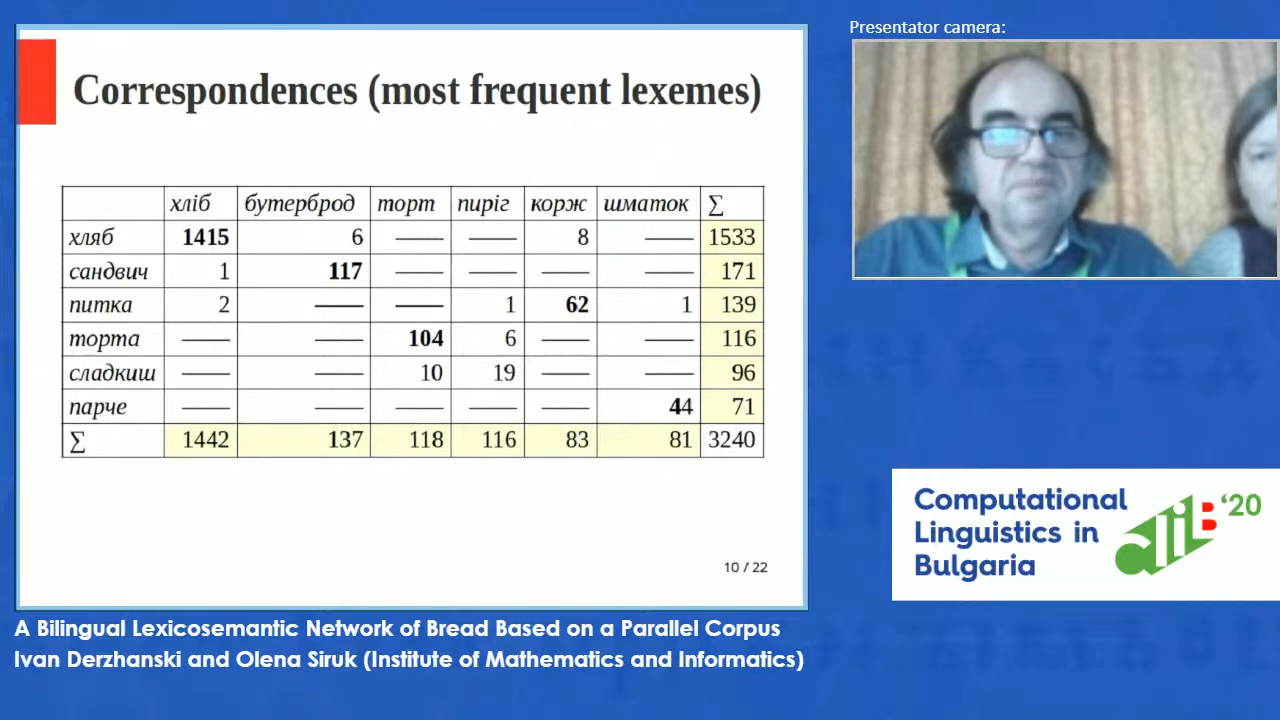 Presentator camera:
Correspondences (most frequent lexemes)
хліб бутерброд торт пиріг корж шматок ∑
хляб 1415 6 —— —— 8 —— 1533
сандвич 1 117 —— —— —— —— 171
питка 2 —— —— 1 62 1 139
торта —— —— 104 6 —— —— 116
сладкиш —— —— 10 19 —— —— 96
парче —— —— —— —— —— 44 71
∑ 1442 137 118 116 83 81 3240
10 / 22
Computational
Linguistics in
Bulgaria
clib '20
A Bilingual Lexicosemantic Network of Bread Based on a Parallel Corpus
Ivan Derzhanski and Olena Siruk (Institute of Mathematics and Informatics)